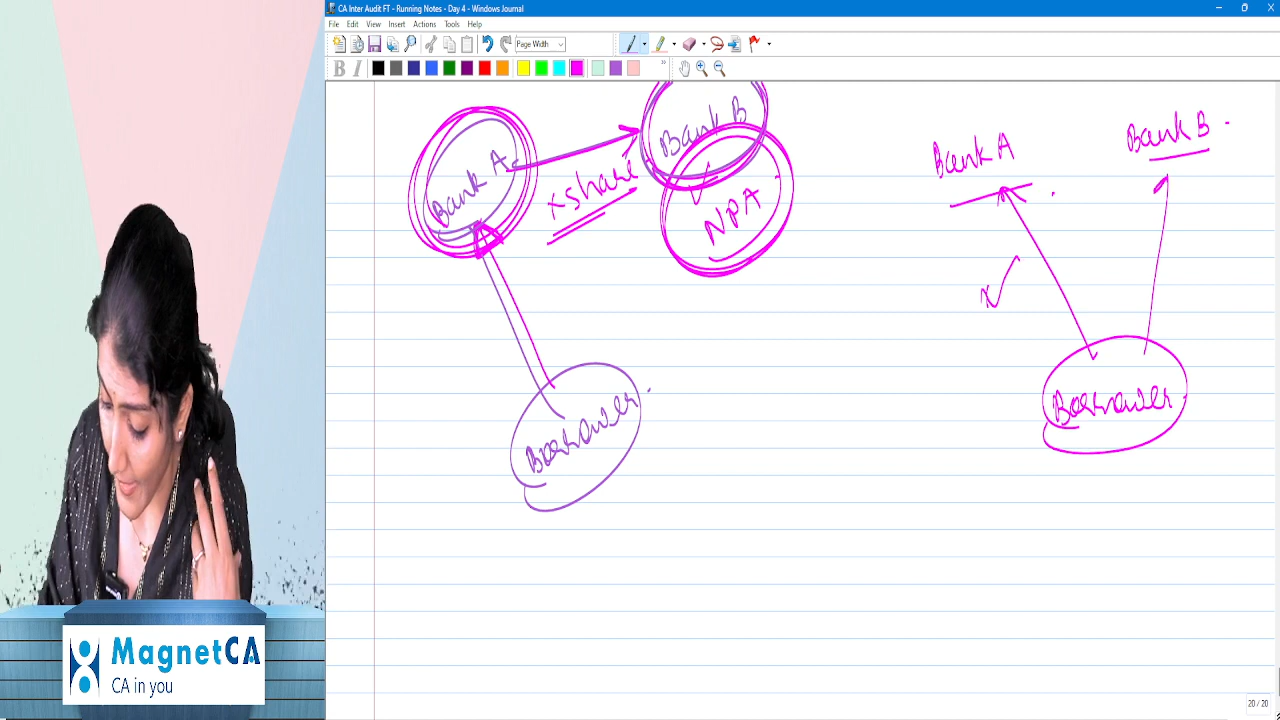 CA Inter Audit FT - Running Notes - Day 4 - Windows Journal
File Edit View Insert Actions Tools Help
Page Width
B I
Bank A
x share
Bank B
NPA
Borrower
Bank A
Bank B
x
Borrower
MagnetCA
CA in you
20 / 20